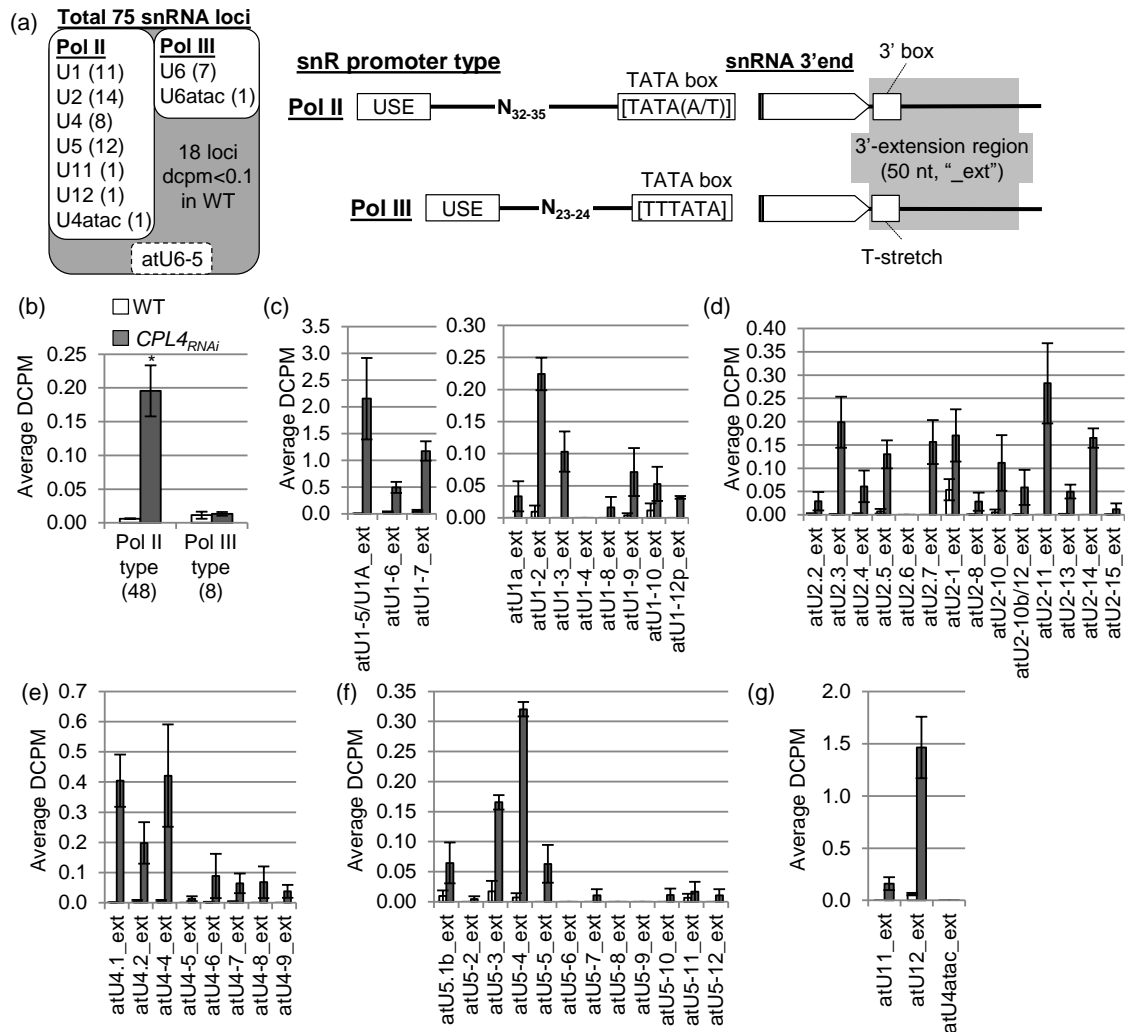 (a)
Total 75 snRNA loci
Pol II
U1 (11)
U2 (14)
U4 (8)
U5 (12)
U11 (1)
U12 (1)
U4atac (1)
Pol III
U6 (7)
U6atac (1)
18 loci
dcpm<0.1
in WT
atU6-5
snR promoter type
snRNA 3'end
3' box
Pol II
USE
N32-35
TATA box
[TATA(A/T)]
3'-extension region
(50 nt, "_ext")
Pol III
USE
N23-24
TATA box
[TTTATA]
T-stretch
(b)
WT
CPL4RNAi
Average DCPM
0.25
0.20
0.15
0.10
0.05
0.00
*
Pol II
type
(48)
Pol III
type
(8)
(c)
Average DCPM
3.5
3.0
2.5
2.0
1.5
1.0
0.5
0.0
atU1-5/U1A_ext
atU1-6_ext
atU1-7_ext
0.30
0.25
0.20
0.15
0.10
0.05
0.00
atU1a_ext
atU1-2_ext
atU1-3_ext
atU1-4_ext
atU1-8_ext
atU1-9_ext
atU1-10_ext
atU1-12p_ext
(d)
Average DCPM
0.40
0.35
0.30
0.25
0.20
0.15
0.10
0.05
0.00
atU2.2_ext
atU2.3_ext
atU2.4_ext
atU2.5_ext
atU2.6_ext
atU2.7_ext
atU2-1_ext
atU2-8_ext
atU2-10_ext
atU2-10b/12_ext
atU2-11_ext
atU2-13_ext
atU2-14_ext
atU2-15_ext
(e)
Average DCPM
0.7
0.6
0.5
0.4
0.3
0.2
0.1
0.0
atU4.1_ext
atU4.2_ext
atU4-4_ext
atU4-5_ext
atU4-6_ext
atU4-7_ext
atU4-8_ext
atU4-9_ext
(f)
Average DCPM
0.35
0.30
0.25
0.20
0.15
0.10
0.05
0.00
atU5.1b_ext
atU5-2_ext
atU5-3_ext
atU5-4_ext
atU5-5_ext
atU5-6_ext
atU5-7_ext
atU5-8_ext
atU5-9_ext
atU5-10_ext
atU5-11_ext
atU5-12_ext
(g)
Average DCPM
2.0
1.5
1.0
0.5
0.0
atU11_ext
atU12_ext
atU4atac_ext